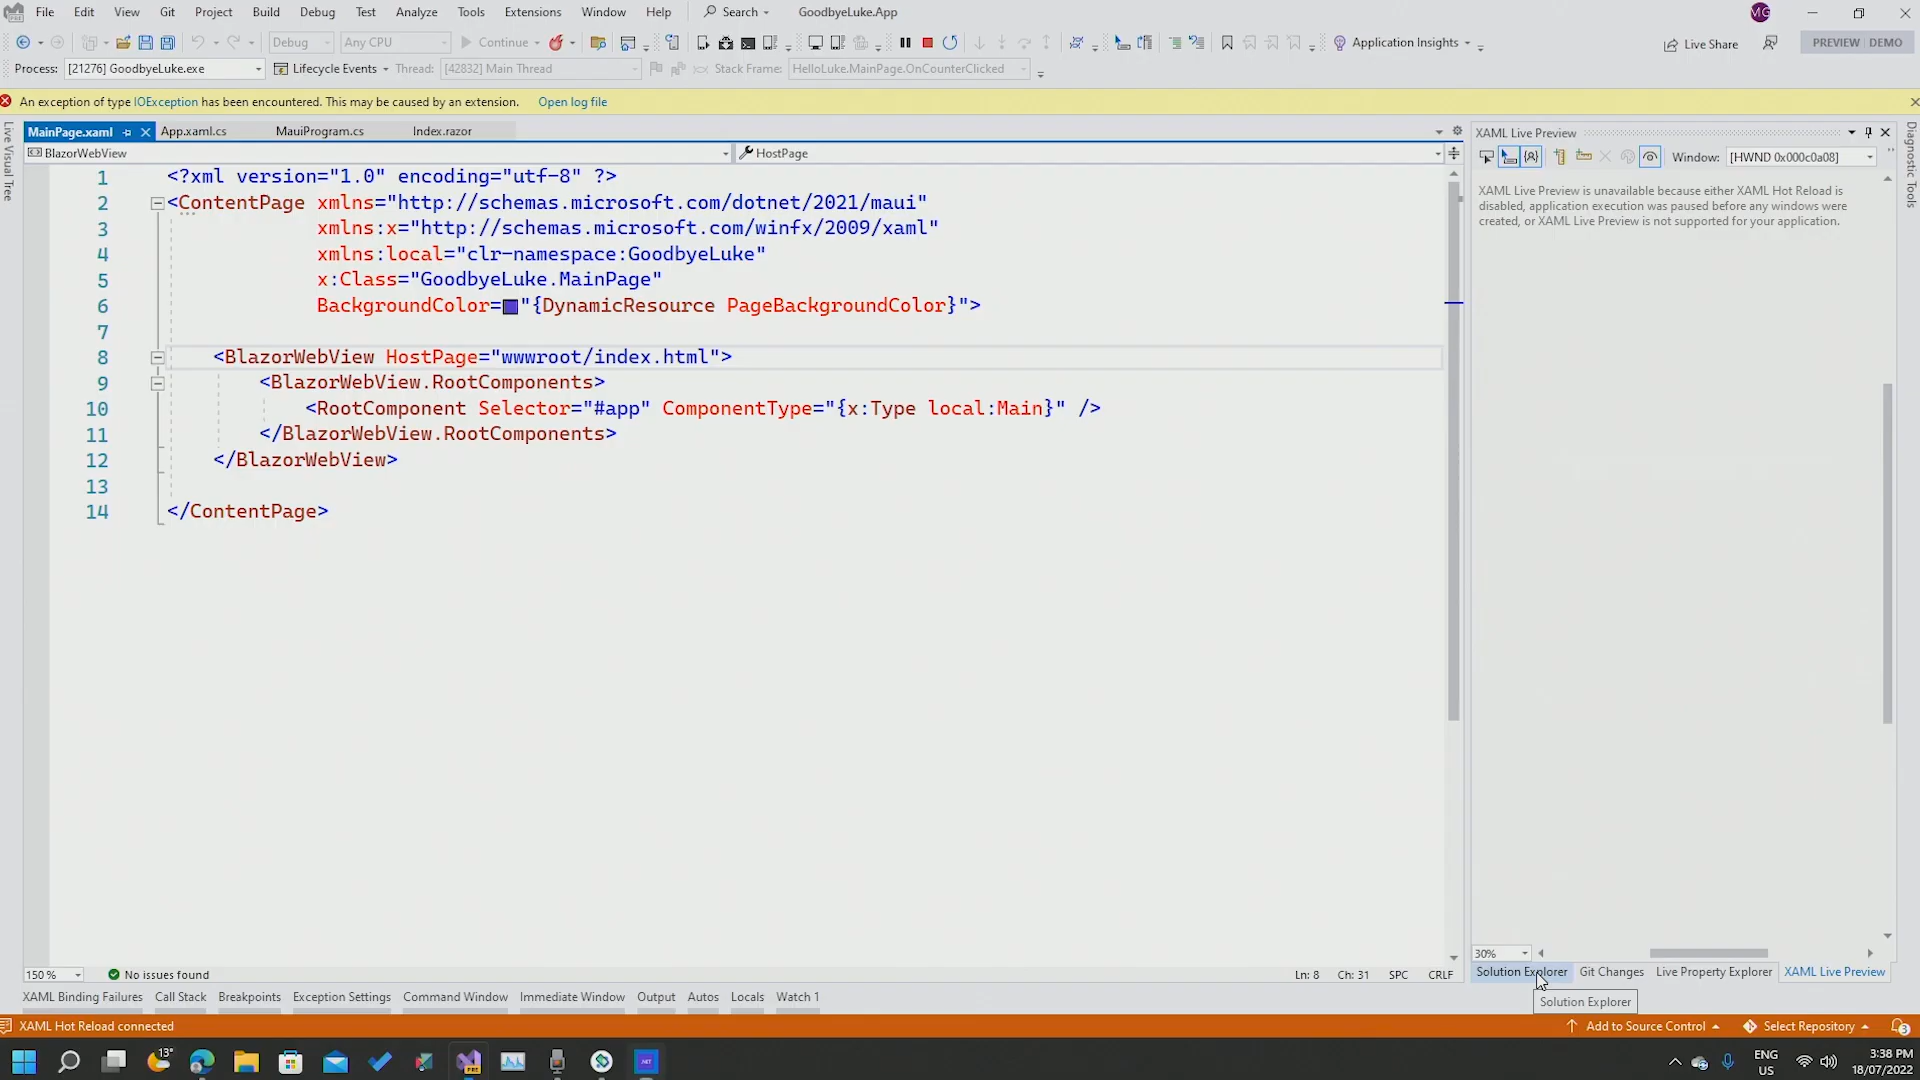 File Edit View Git Project Build Debug Test Analyze Tools Extensions Window Help Search GoodbyeLuke.App MG
Debug Any CPU Continue Application Insights Live Share PREVIEW DEMO
Process: [21276] GoodbyeLuke.exe Lifecycle Events Thread: [42832] Main Thread Stack Frame: HelloLuke.MainPage.OnCounterClicked
An exception of type IOException has been encountered. This may be caused by an extension. Open log file
Live Visual Tree
MainPage.xaml App.xaml.cs MauiProgram.cs Index.razor
BlazorWebView HostPage
1 <?xml version="1.0" encoding="utf-8" ?>
2 <ContentPage xmlns="http://schemas.microsoft.com/dotnet/2021/maui"
3 xmlns:x="http://schemas.microsoft.com/winfx/2009/xaml"
4 xmlns:local="clr-namespace:GoodbyeLuke"
5 x:Class="GoodbyeLuke.MainPage"
6 BackgroundColor="{DynamicResource PageBackgroundColor}">
7
8 <BlazorWebView HostPage="wwwroot/index.html">
9 <BlazorWebView.RootComponents>
10 <RootComponent Selector="#app" ComponentType="{x:Type local:Main}" />
11 </BlazorWebView.RootComponents>
12 </BlazorWebView>
13
14 </ContentPage>
150 % No issues found Ln: 8 Ch: 31 SPC CRLF
XAML Live Preview
Window: [HWND 0x000c0a08]
XAML Live Preview is unavailable because either XAML Hot Reload is
disabled, application execution was paused before any windows were
created, or XAML Live Preview is not supported for your application.
30%
Solution Explorer Git Changes Live Property Explorer XAML Live Preview
Solution Explorer
Diagnostic Tools
XAML Binding Failures Call Stack Breakpoints Exception Settings Command Window Immediate Window Output Autos Locals Watch 1
XAML Hot Reload connected Add to Source Control Select Repository 3
13° PRE .NET ENG
US
3:38 PM
18/07/2022